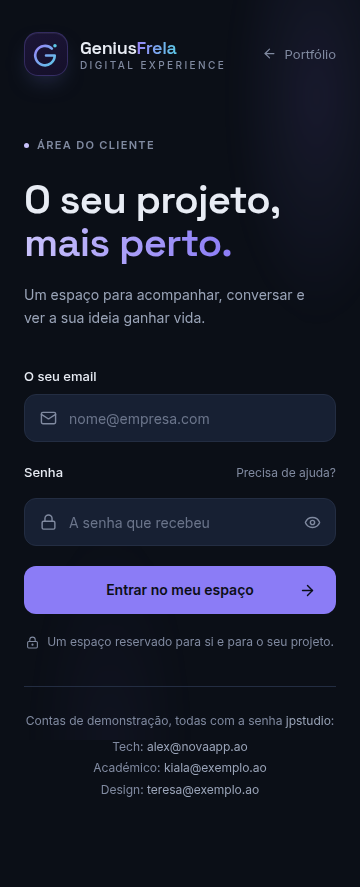 GeniusFrela
DIGITAL EXPERIENCE
Portfólio
ÁREA DO CLIENTE
O seu projeto,
mais perto.
Um espaço para acompanhar, conversar e
ver a sua ideia ganhar vida.
O seu email
nome@empresa.com
Senha
Precisa de ajuda?
A senha que recebeu
Entrar no meu espaço
Um espaço reservado para si e para o seu projeto.
Contas de demonstração, todas com a senha jpstudio:
Tech: alex@novaapp.ao
Académico: kiala@exemplo.ao
Design: teresa@exemplo.ao